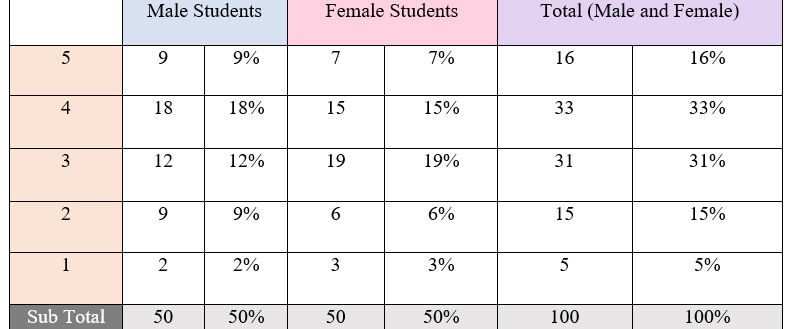 Male Students Female Students Total (Male and Female)
5 9 9% 7 7% 16 16%
4 18 18% 15 15% 33 33%
3 12 12% 19 19% 31 31%
2 9 9% 6 6% 15 15%
1 2 2% 3 3% 5 5%
Sub Total 50 50% 50 50% 100 100%